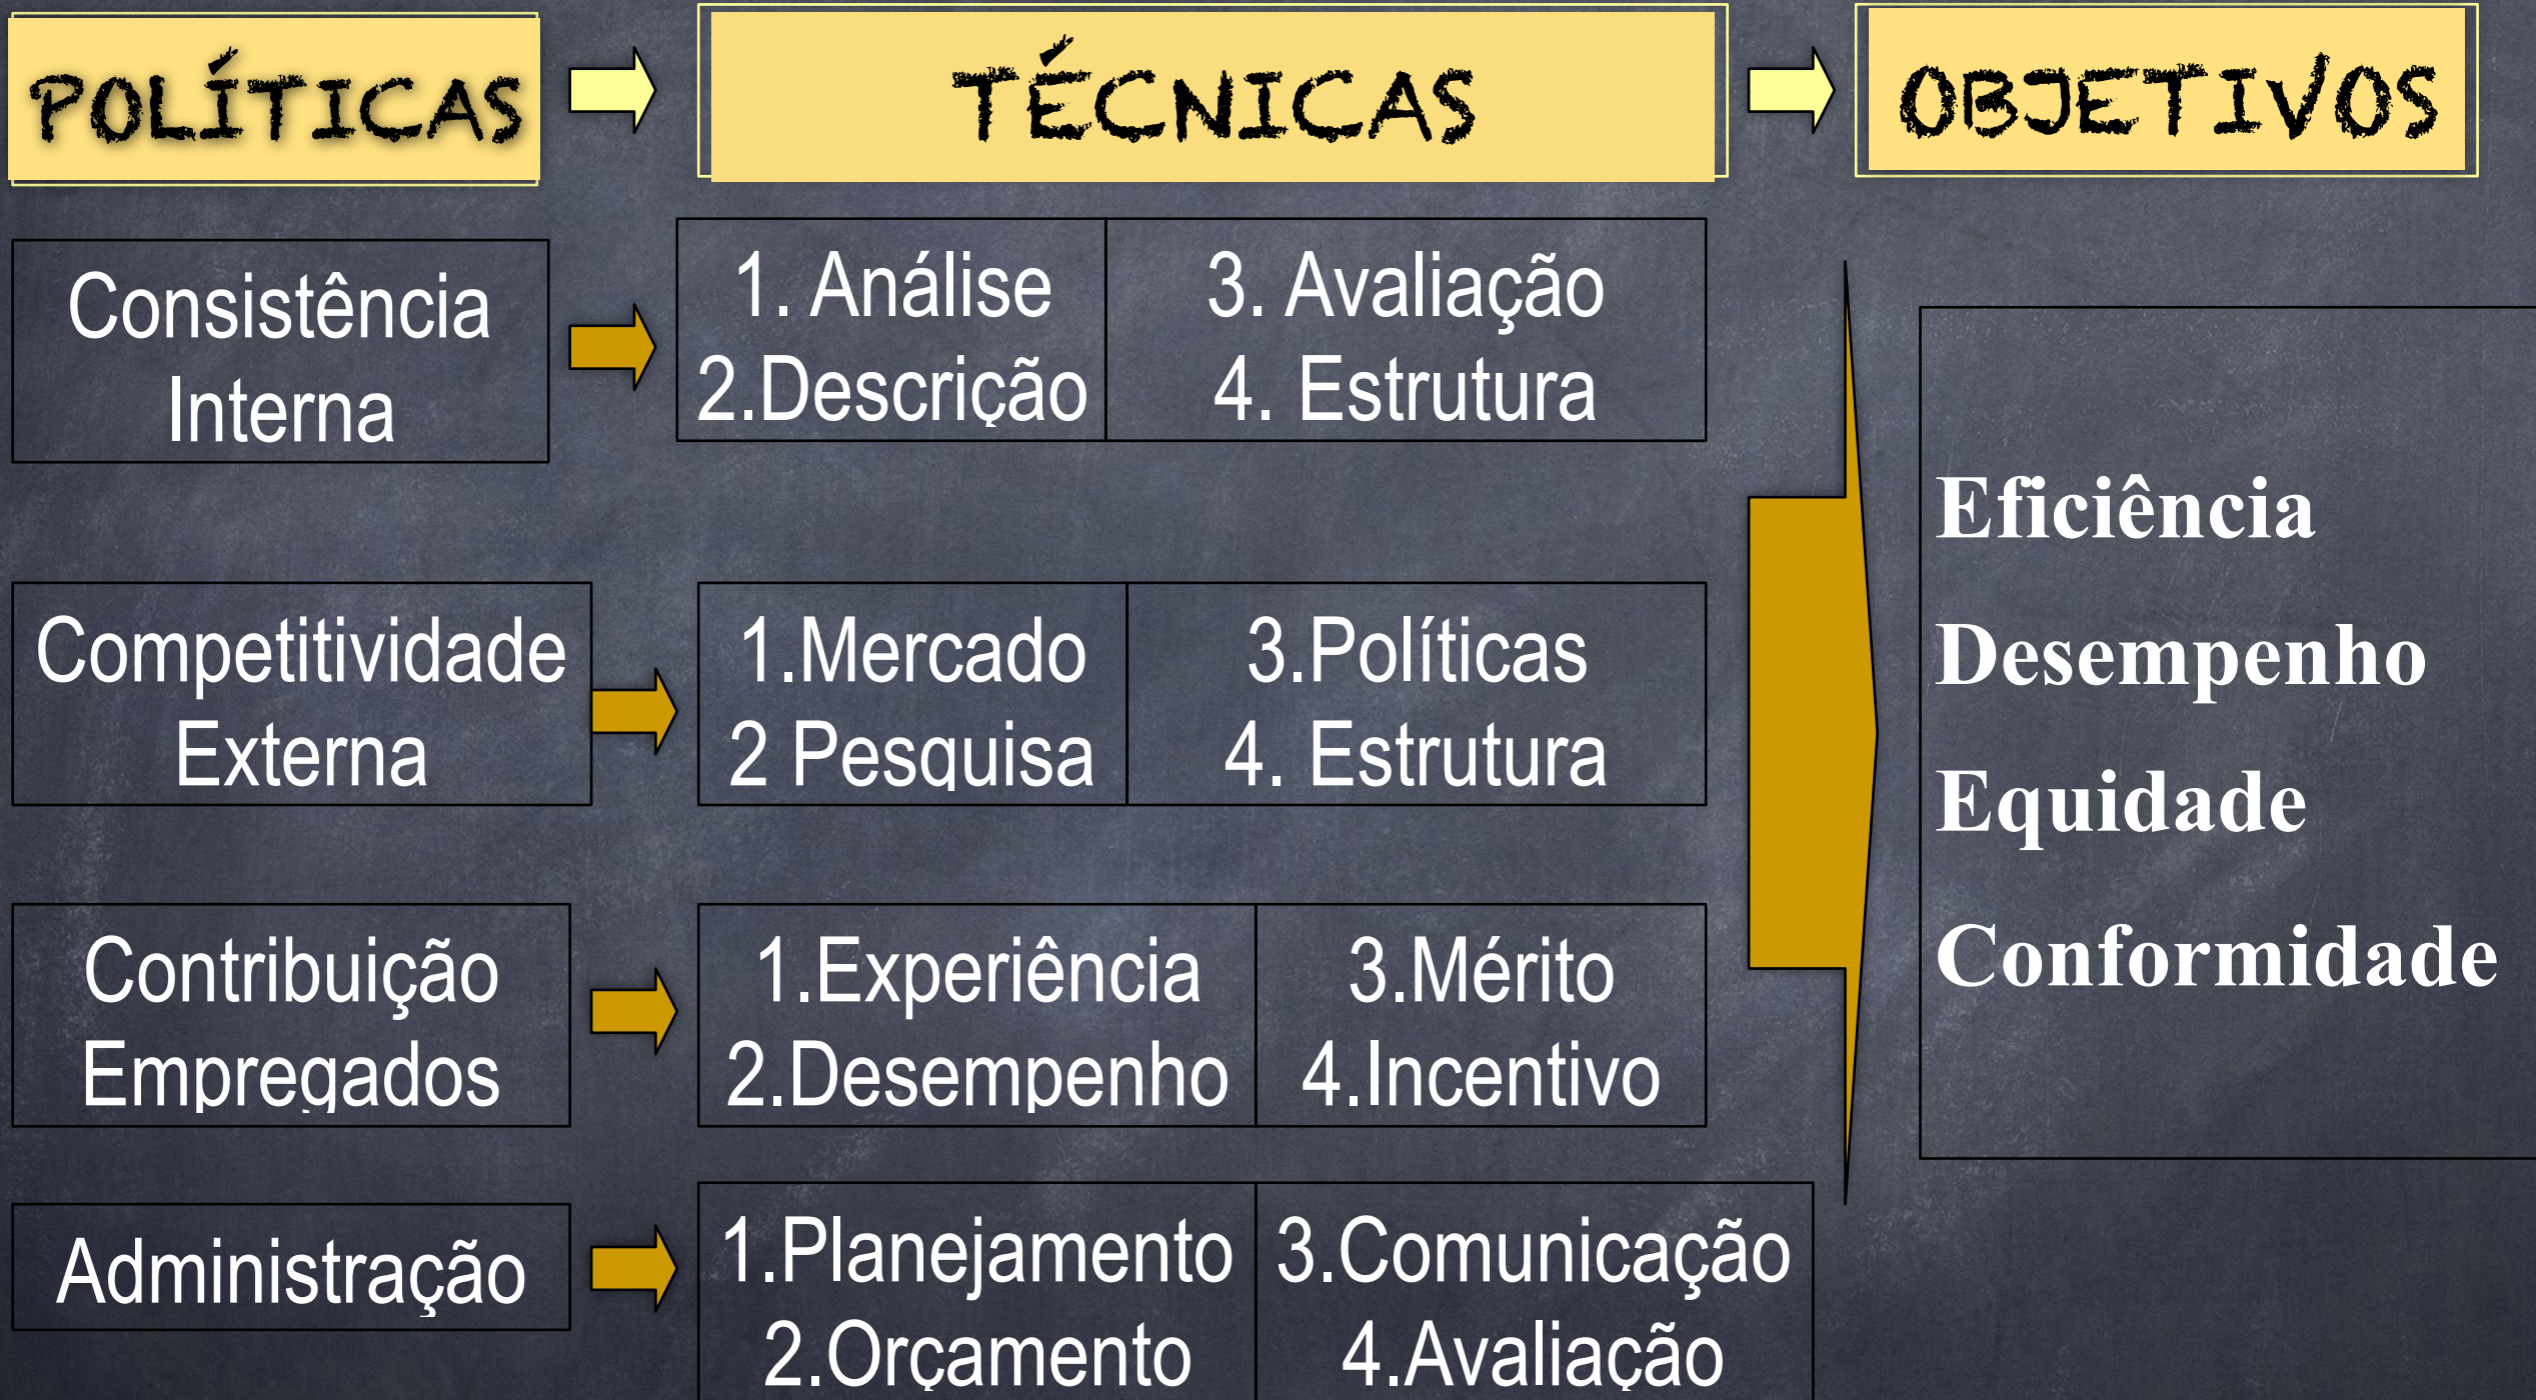 POLÍTICAS
TÉCNICAS
OBJETIVOS
Consistência
Interna
1. Análise
2.Descrição
3. Avaliação
4. Estrutura
Competitividade
Externa
1.Mercado
2 Pesquisa
3.Políticas
4. Estrutura
Contribuição
Empregados
1.Experiência
2.Desempenho
3.Mérito
4.Incentivo
Administração
1.Planejamento
2.Orçamento
3.Comunicação
4.Avaliação
Eficiência
Desempenho
Equidade
Conformidade